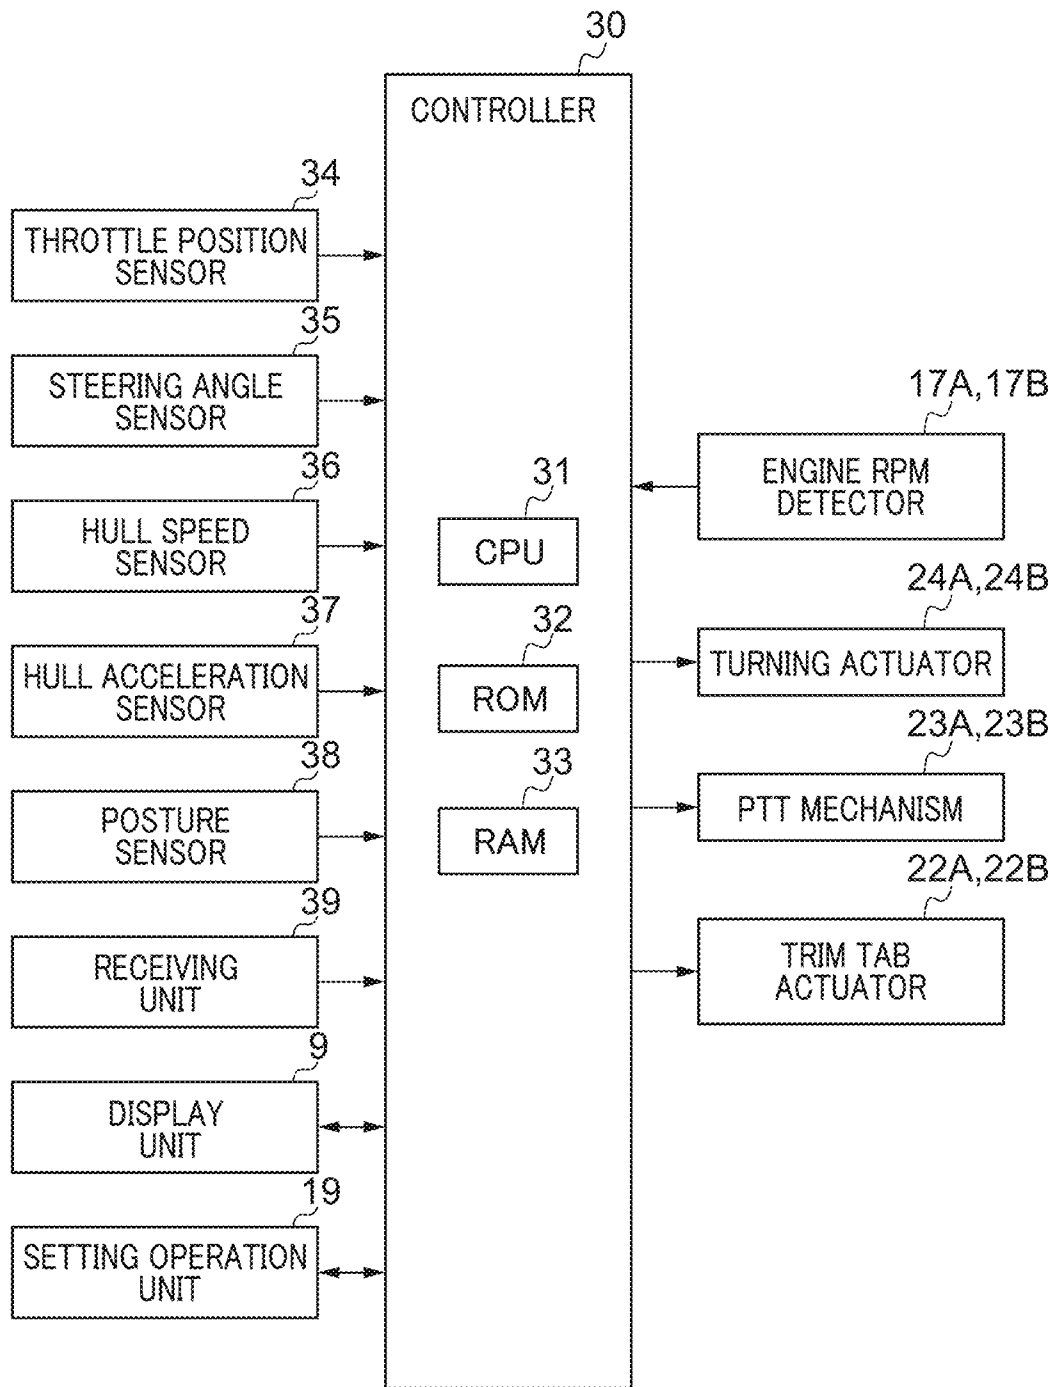 30
CONTROLLER
34
THROTTLE POSITION
SENSOR
35
STEERING ANGLE
SENSOR
36
HULL SPEED
SENSOR
37
HULL ACCELERATION
SENSOR
38
POSTURE
SENSOR
39
RECEIVING
UNIT
9
DISPLAY
UNIT
19
SETTING OPERATION
UNIT
31
CPU
32
ROM
33
RAM
17A,17B
ENGINE RPM
DETECTOR
24A,24B
TURNING ACTUATOR
23A,23B
PTT MECHANISM
22A,22B
TRIM TAB
ACTUATOR